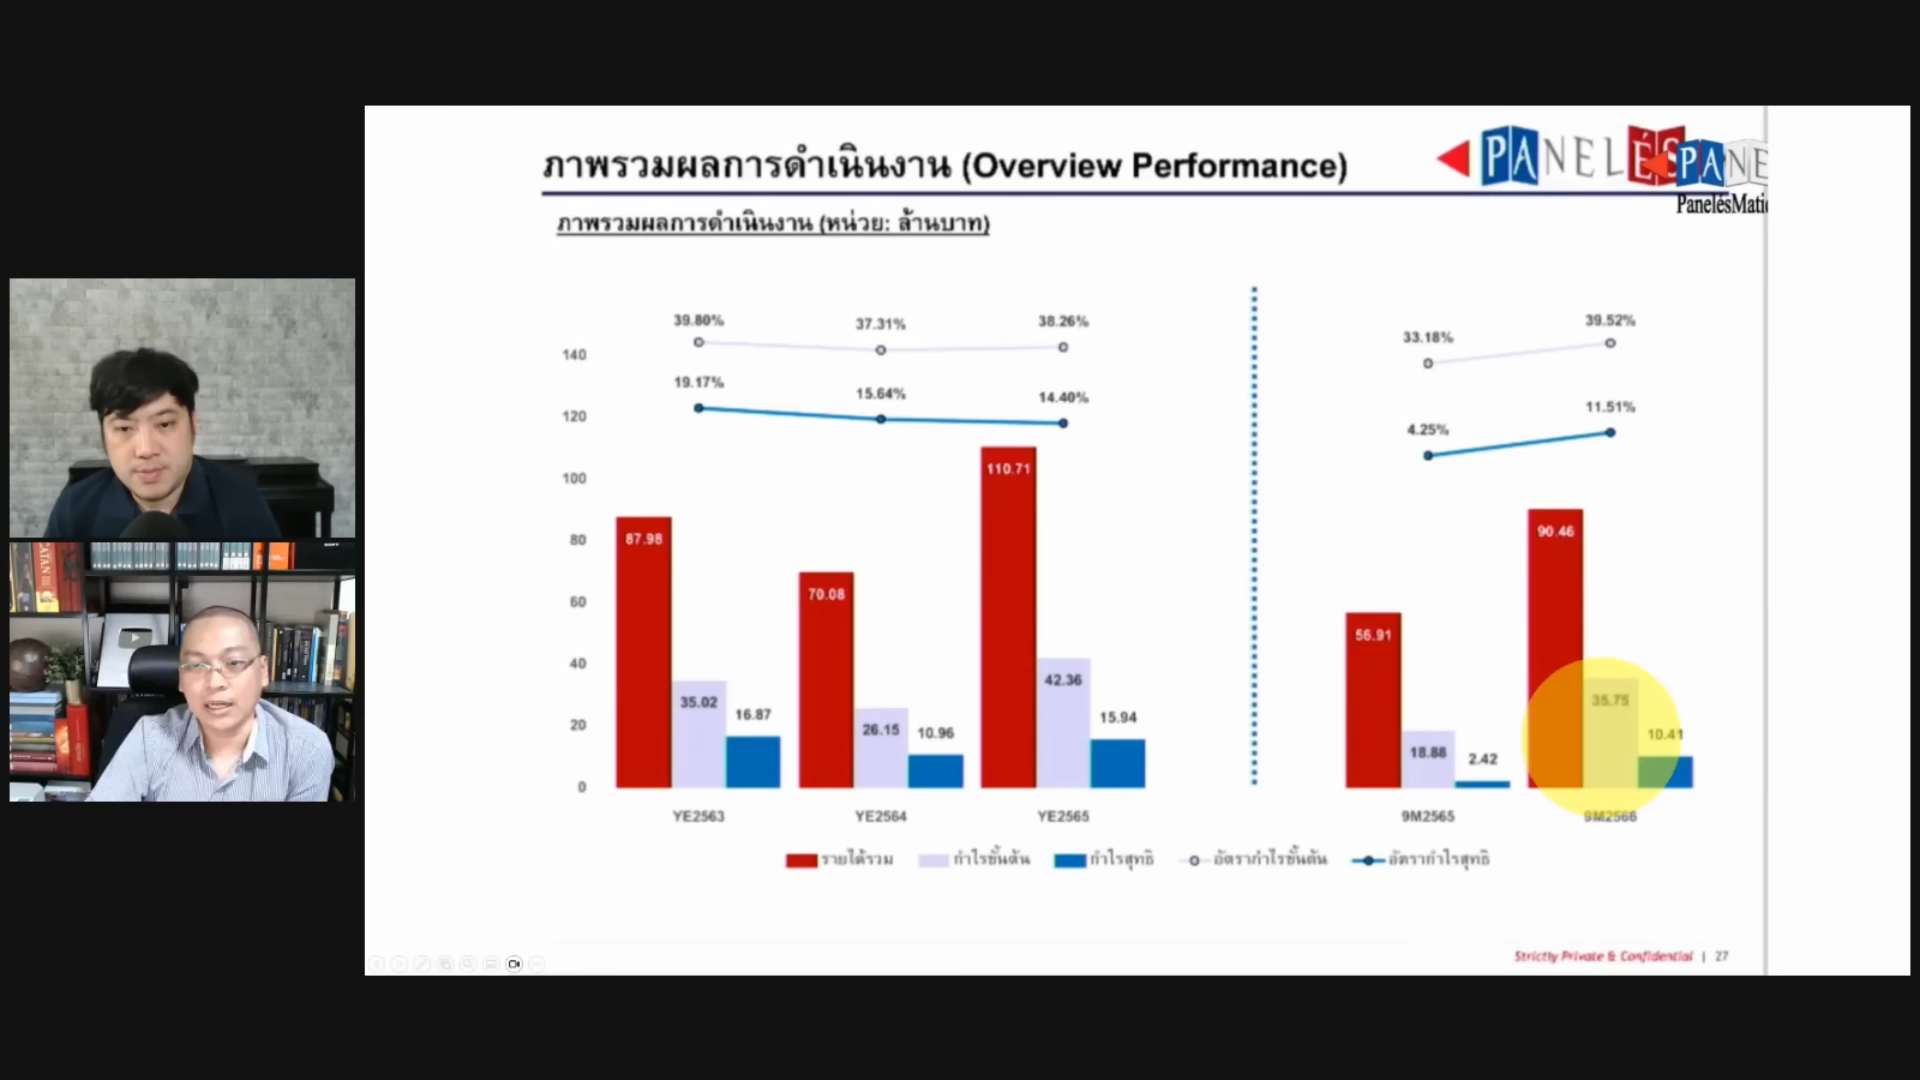 ภาพรวมผลการดำเนินงาน (Overview Performance)
PANELÉS
PANE
PanelésMatic
ภาพรวมผลการดำเนินงาน (หน่วย: ล้านบาท)
39.80%
37.31%
38.26%
33.18%
39.52%
19.17%
15.64%
14.40%
4.25%
11.51%
140
120
100
80
60
40
20
0
87.98
35.02
16.87
70.08
26.15
10.96
110.71
42.36
15.94
56.91
18.88
2.42
90.46
35.75
10.41
YE2563
YE2564
YE2565
9M2565
9M2566
รายได้รวม
กำไรขั้นต้น
กำไรสุทธิ
อัตรากำไรขั้นต้น
อัตรากำไรสุทธิ
Strictly Private & Confidential | 27
CATAN